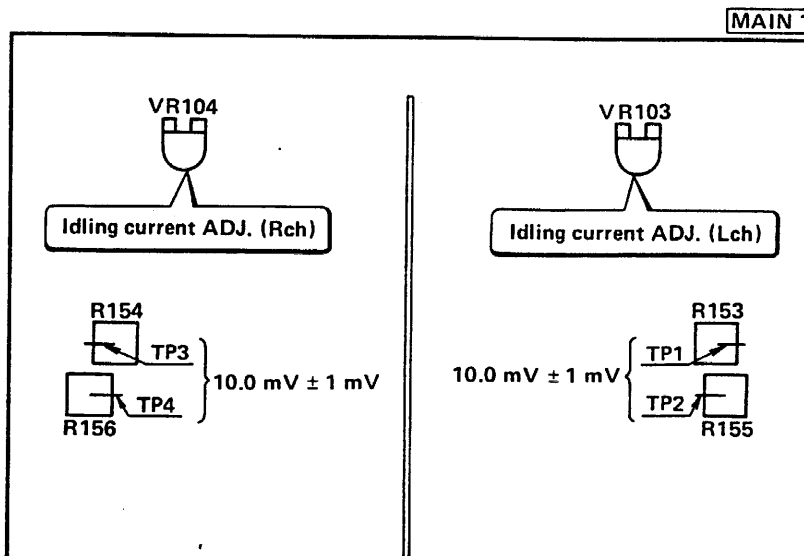 MAIN
VR104
Idling current ADJ. (Rch)
R154
TP3
10.0 mV ± 1 mV
TP4
R156
VR103
Idling current ADJ. (Lch)
R153
TP1
10.0 mV ± 1 mV
TP2
R155